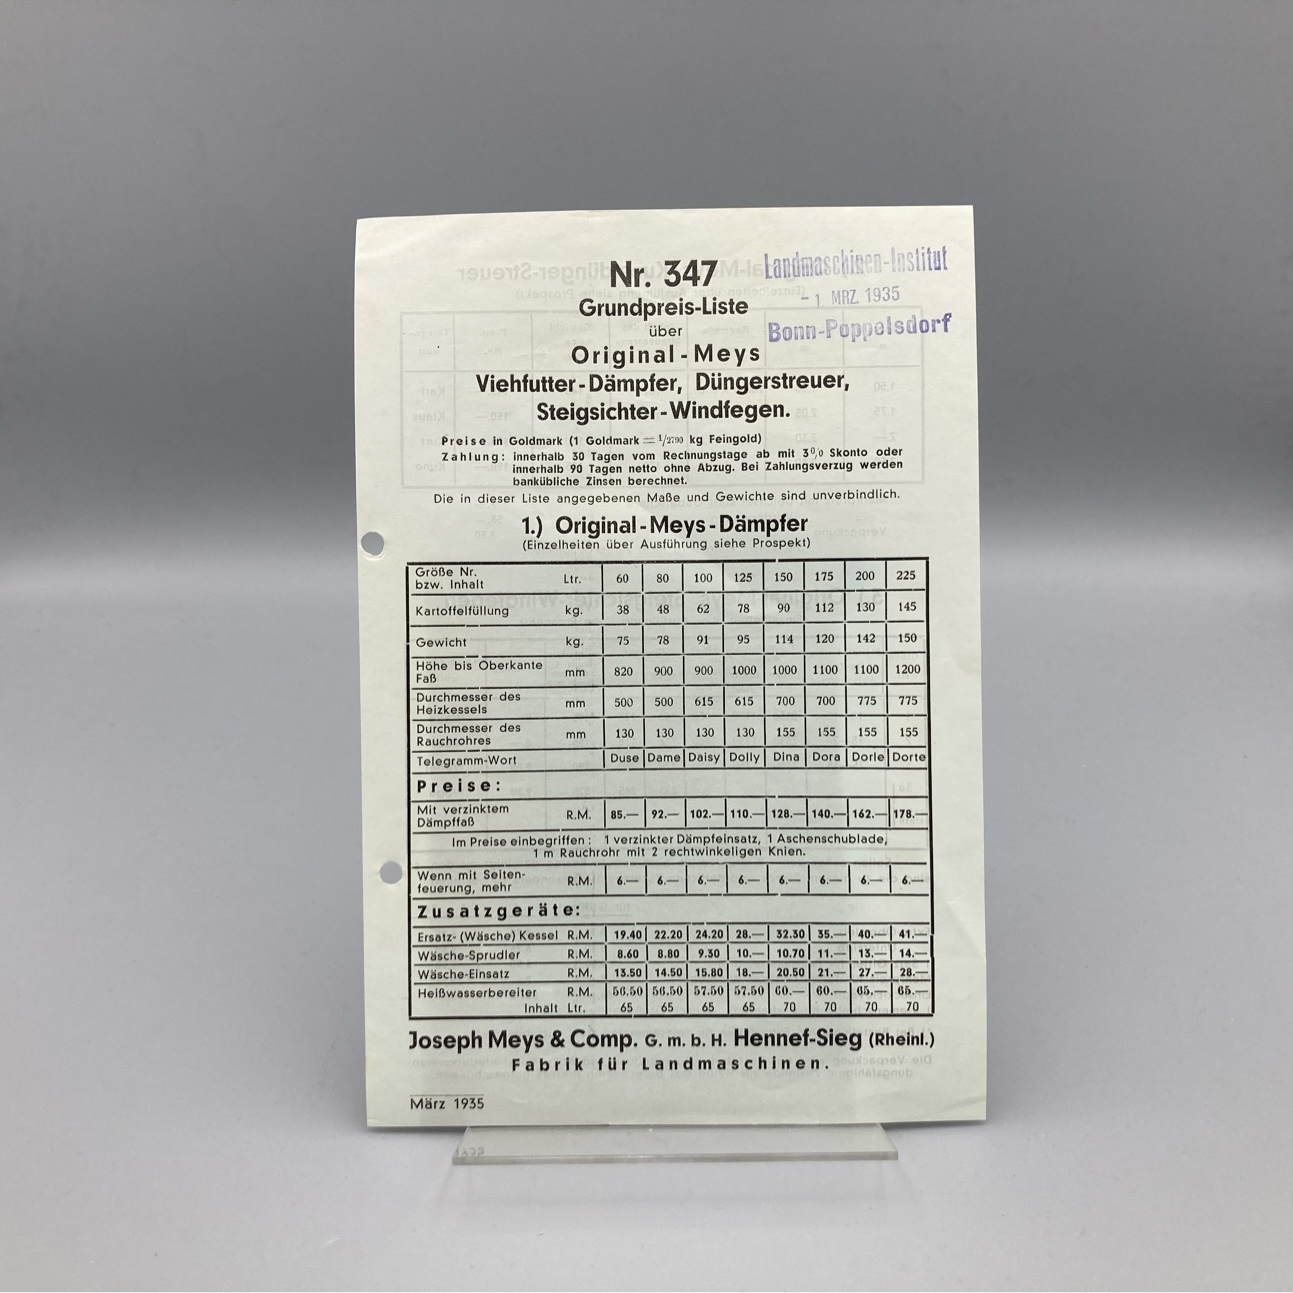 Nr. 347
Landmaschinen-Institut
- 1. MRZ. 1935
Bonn-Poppelsdorf
Grundpreis-Liste
über
Original-Meys
Viehfutter-Dämpfer, Düngerstreuer,
Steigsichter-Windfegen.
Preise in Goldmark (1 Goldmark = 1/2790 kg Feingold)
Zahlung: innerhalb 30 Tagen vom Rechnungstage ab mit 3% Skonto oder
innerhalb 90 Tagen netto ohne Abzug. Bei Zahlungsverzug werden
bankübliche Zinsen berechnet.
Die in dieser Liste angegebenen Maße und Gewichte sind unverbindlich.
1.) Original-Meys-Dämpfer
(Einzelheiten über Ausführung siehe Prospekt)
Größe Nr.
bzw. Inhalt Ltr. 60 80 100 125 150 175 200 225
Kartoffelfüllung kg. 38 48 62 78 90 112 130 145
Gewicht kg. 75 78 91 95 114 120 142 150
Höhe bis Oberkante
Faß mm 820 900 900 1000 1000 1100 1100 1200
Durchmesser des
Heizkessels mm 500 500 615 615 700 700 775 775
Durchmesser des
Rauchrohres mm 130 130 130 130 155 155 155 155
Telegramm-Wort Duse Dame Daisy Dolly Dina Dora Dorle Dorte
Preise:
Mit verzinktem
Dämpffaß R.M. 85.— 92.— 102.— 110.— 128.— 140.— 162.— 178.—
Im Preise einbegriffen: 1 verzinkter Dämpfeinsatz, 1 Aschenschublade,
1 m Rauchrohr mit 2 rechtwinkeligen Knien.
Wenn mit Seiten-
feuerung, mehr R.M. 6.— 6.— 6.— 6.— 6.— 6.— 6.— 6.—
Zusatzgeräte:
Ersatz- (Wäsche) Kessel R.M. 19.40 22.20 24.20 28.— 32.30 35.— 40.— 41.—
Wäsche-Sprudler R.M. 8.60 8.80 9.30 10.— 10.70 11.— 13.— 14.—
Wäsche-Einsatz R.M. 13.50 14.50 15.80 18.— 20.50 21.— 27.— 28.—
Heißwasserbereiter R.M. 56.50 56.50 57.50 57.50 60.— 60.— 65.— 65.—
Inhalt Ltr. 65 65 65 65 70 70 70 70
Joseph Meys & Comp. G. m. b. H. Hennef-Sieg (Rheinl.)
Fabrik für Landmaschinen.
März 1935